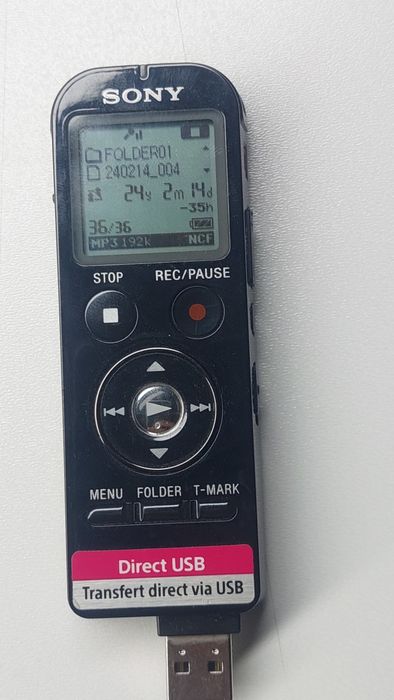 SONY
FOLDER01
240214_004
24y 2m 14d
-35h
36/36
MP3 192k NCF
STOP REC/PAUSE
MENU FOLDER T-MARK
Direct USB
Transfert direct via USB